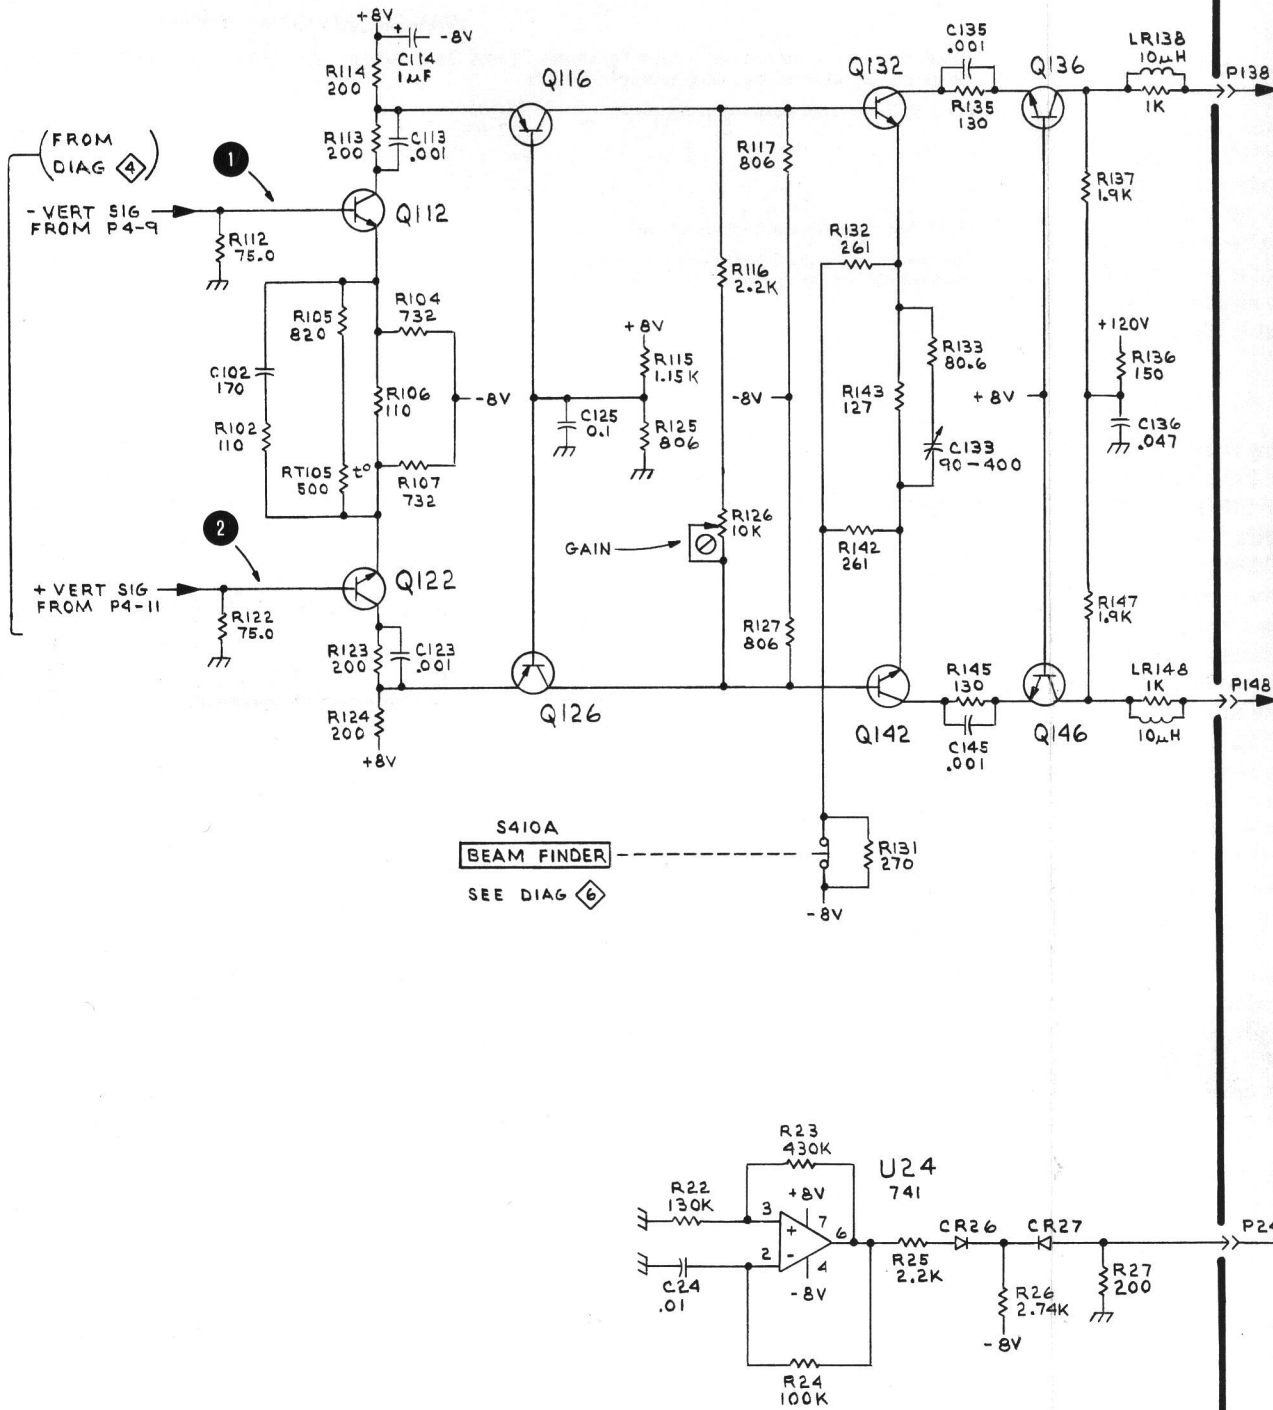 +8V
+
-8V
C114
1µF
R114
200
Q116
R113
200
C113
.001
(FROM
DIAG 4)
1
- VERT SIG
FROM P4-9
R112
75.0
Q112
R105
820
R104
732
C102
170
R106
110
-8V
R102
110
RT105
500
t°
R107
732
2
+ VERT SIG
FROM P4-11
R122
75.0
Q122
R123
200
C123
.001
R124
200
+8V
Q126
+8V
R115
1.15K
C125
0.1
R125
806
R117
806
R116
2.2K
-8V
GAIN
R126
10K
R127
806
Q132
C135
.001
R135
130
Q136
LR138
10µH
1K
P138
R132
261
R137
1.9K
R133
80.6
R143
127
C133
90-400
+8V
+120V
R136
150
C136
.047
R142
261
R147
1.9K
Q142
R145
130
C145
.001
Q146
LR148
1K
10µH
P148
S410A
BEAM FINDER
SEE DIAG 6
R131
270
-8V
R23
430K
U24
741
R22
130K
+8V
3
7
+
2
-
6
4
-8V
C24
.01
R24
100K
R25
2.2K
CR26
CR27
R26
2.74K
-8V
R27
200
P24